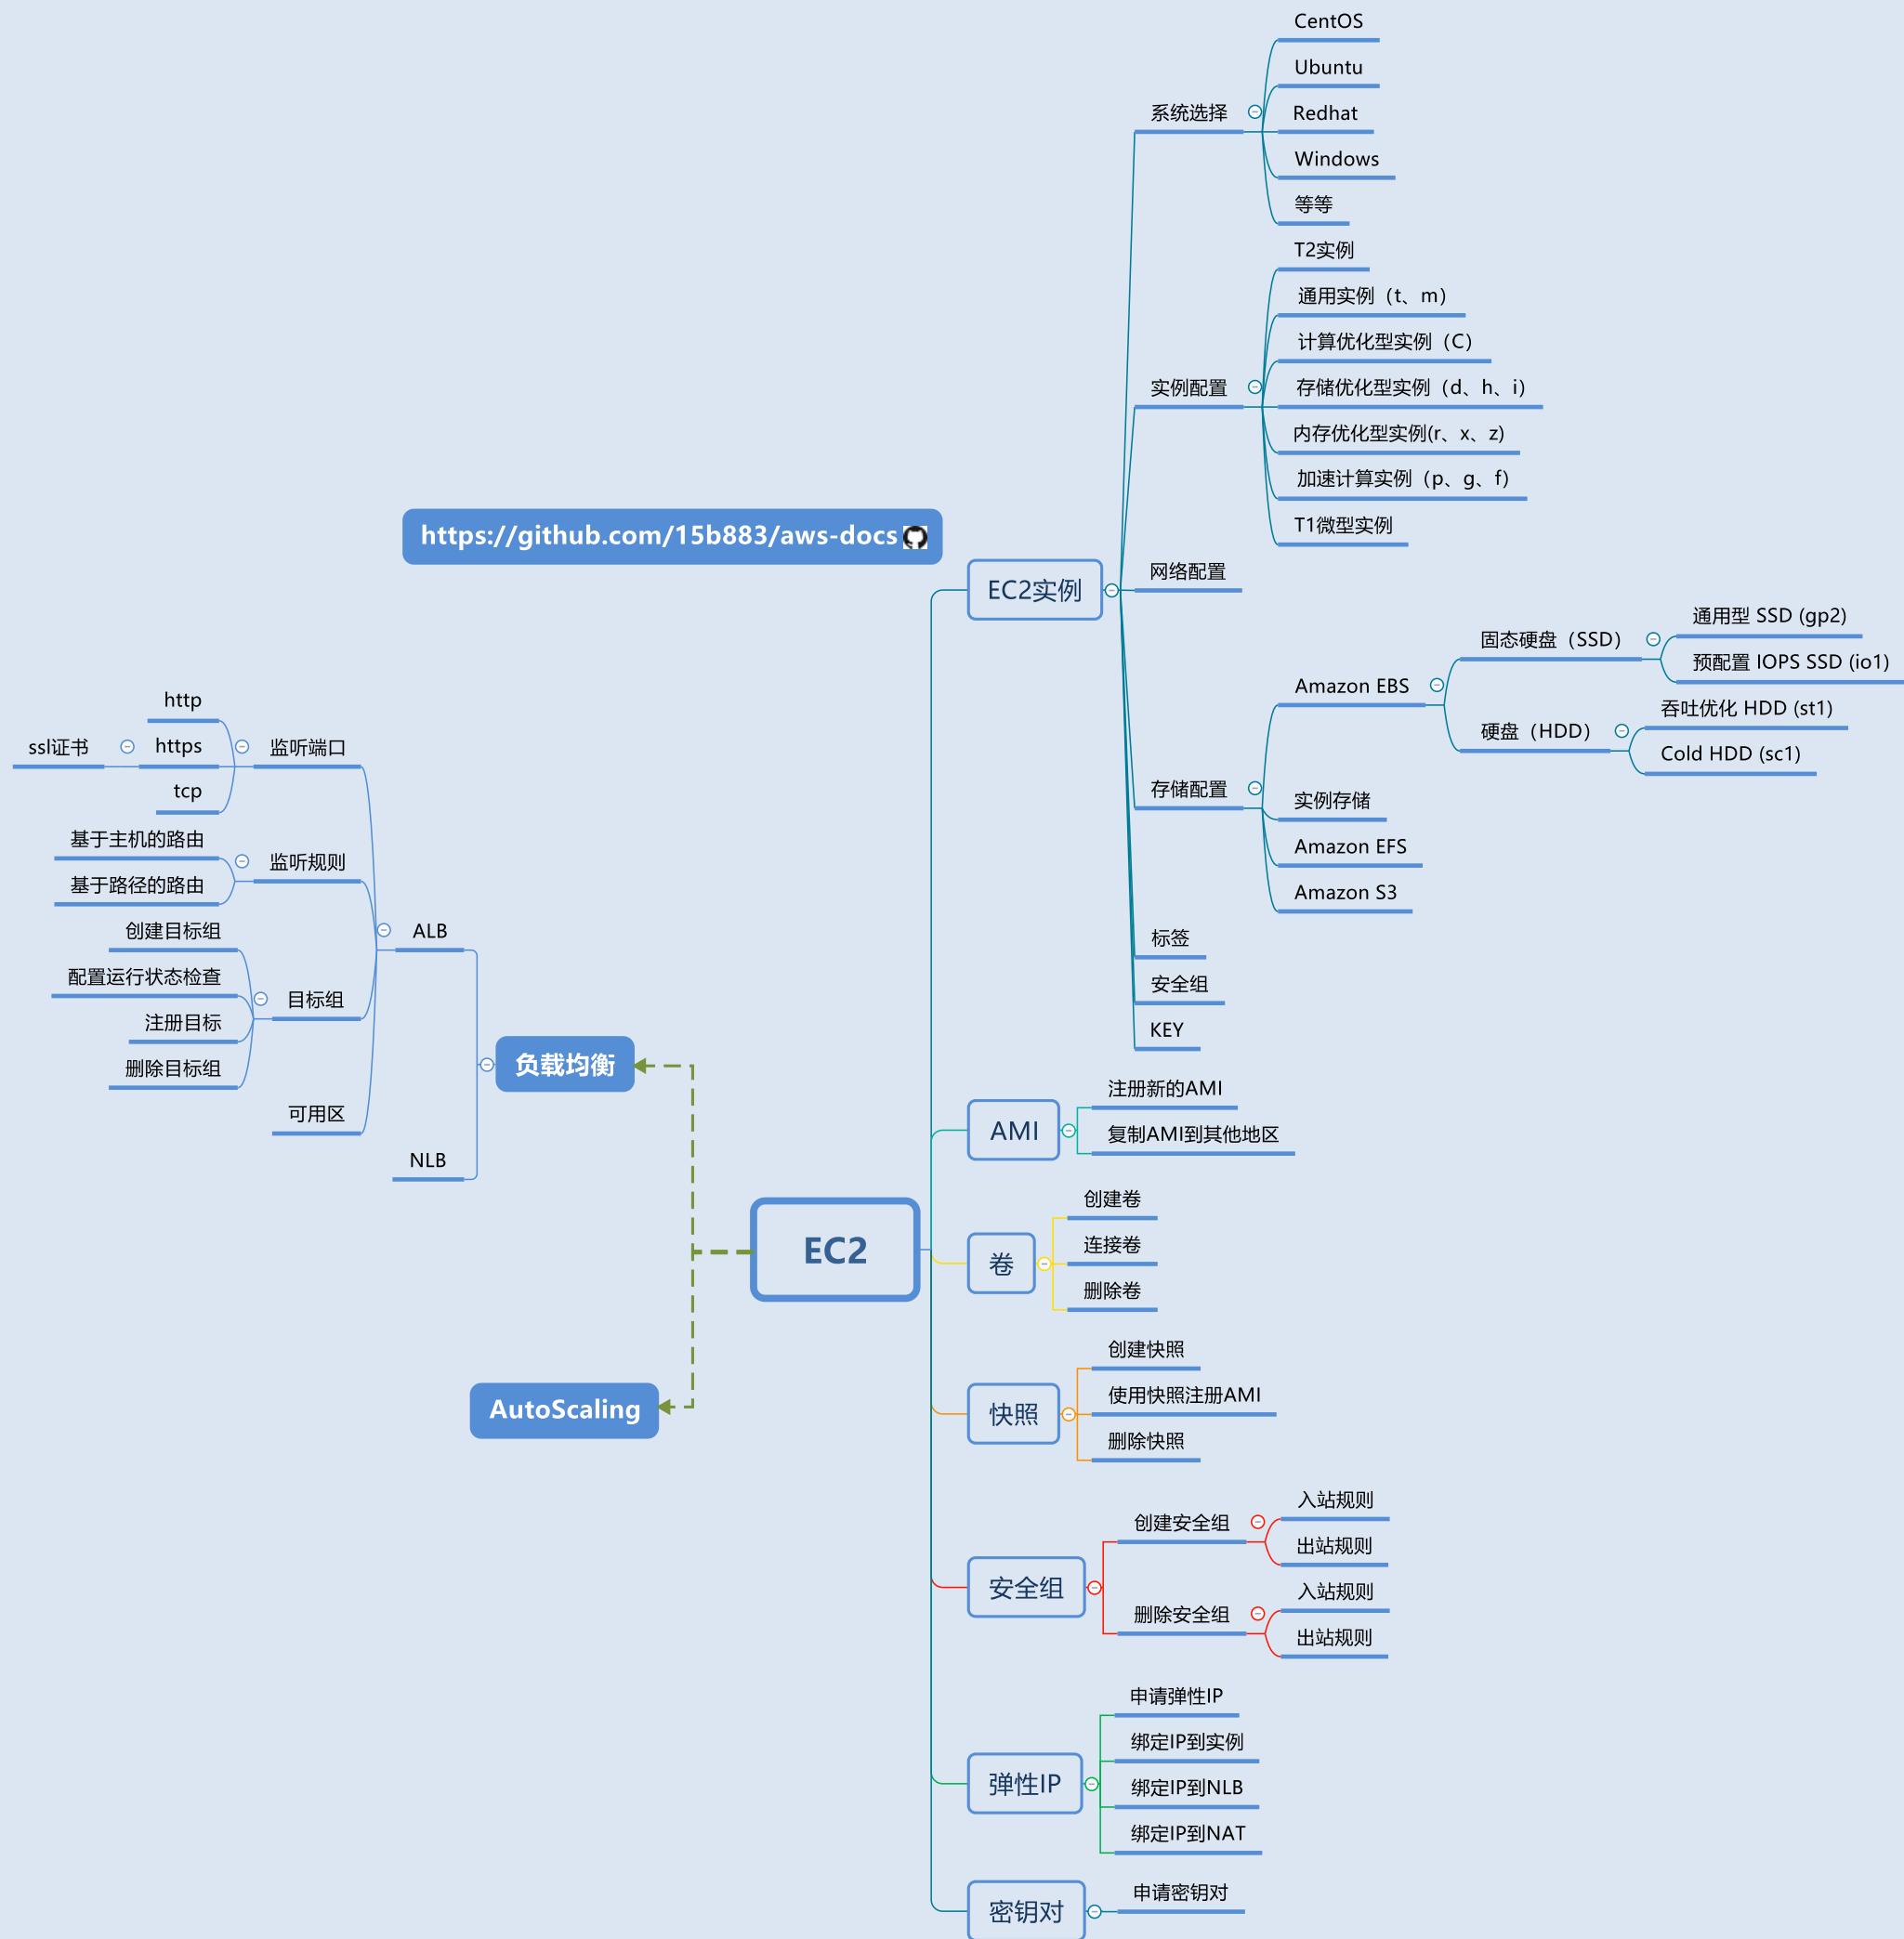 https://github.com/15b883/aws-docs
EC2
EC2实例
系统选择
CentOS
Ubuntu
Redhat
Windows
等等
实例配置
T2实例
通用实例（t、m）
计算优化型实例（C）
存储优化型实例（d、h、i）
内存优化型实例(r、x、z)
加速计算实例（p、g、f）
T1微型实例
网络配置
存储配置
Amazon EBS
固态硬盘（SSD）
通用型 SSD (gp2)
预配置 IOPS SSD (io1)
硬盘（HDD）
吞吐优化 HDD (st1)
Cold HDD (sc1)
实例存储
Amazon EFS
Amazon S3
标签
安全组
KEY
AMI
注册新的AMI
复制AMI到其他地区
卷
创建卷
连接卷
删除卷
快照
创建快照
使用快照注册AMI
删除快照
安全组
创建安全组
入站规则
出站规则
删除安全组
入站规则
出站规则
弹性IP
申请弹性IP
绑定IP到实例
绑定IP到NLB
绑定IP到NAT
密钥对
申请密钥对
负载均衡
ALB
监听端口
http
https
ssl证书
tcp
监听规则
基于主机的路由
基于路径的路由
目标组
创建目标组
配置运行状态检查
注册目标
删除目标组
可用区
NLB
AutoScaling